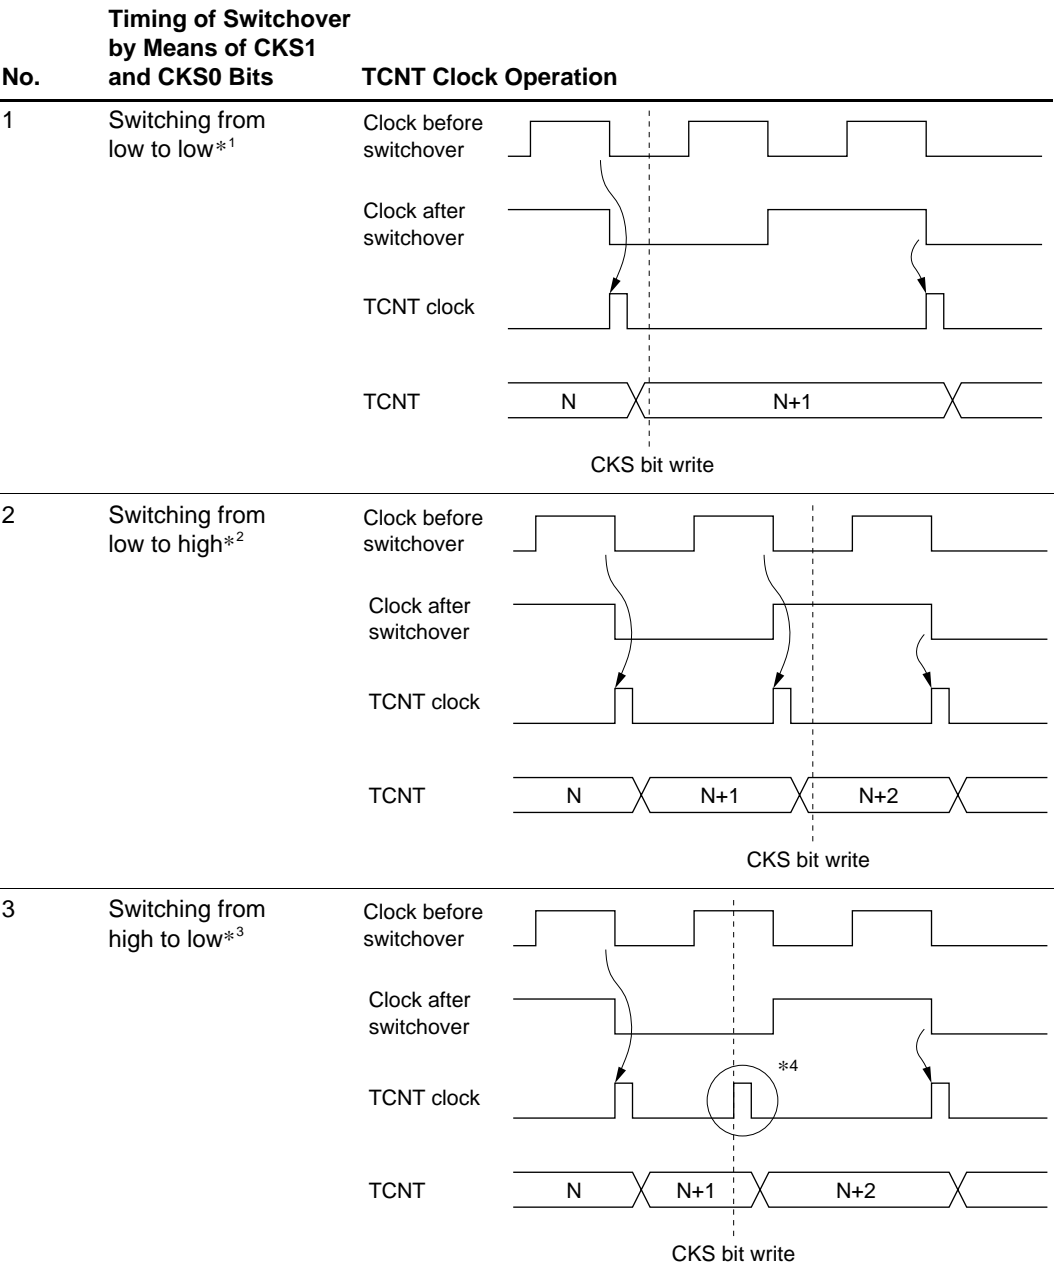 Timing of Switchover
by Means of CKS1
No. and CKS0 Bits TCNT Clock Operation
1 Switching from Clock before
low to low*1 switchover
Clock after
switchover
TCNT clock
TCNT N N+1
CKS bit write
2 Switching from Clock before
low to high*2 switchover
Clock after
switchover
TCNT clock
TCNT N N+1 N+2
CKS bit write
3 Switching from Clock before
high to low*3 switchover
Clock after
switchover
*4
TCNT clock
TCNT N N+1 N+2
CKS bit write